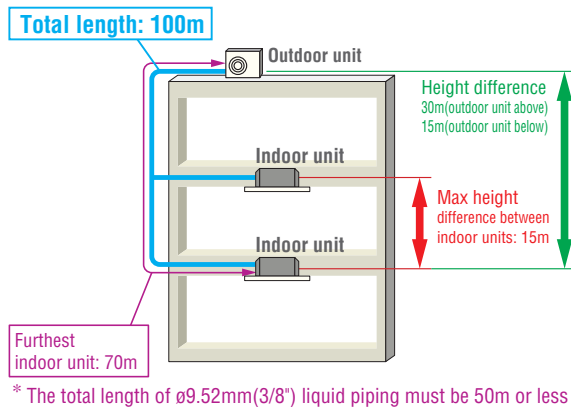 Total length: 100m
Outdoor unit
Height difference
30m(outdoor unit above)
15m(outdoor unit below)
Indoor unit
Max height
difference between
indoor units: 15m
Indoor unit
Furthest
indoor unit: 70m
* The total length of ø9.52mm(3/8") liquid piping must be 50m or less